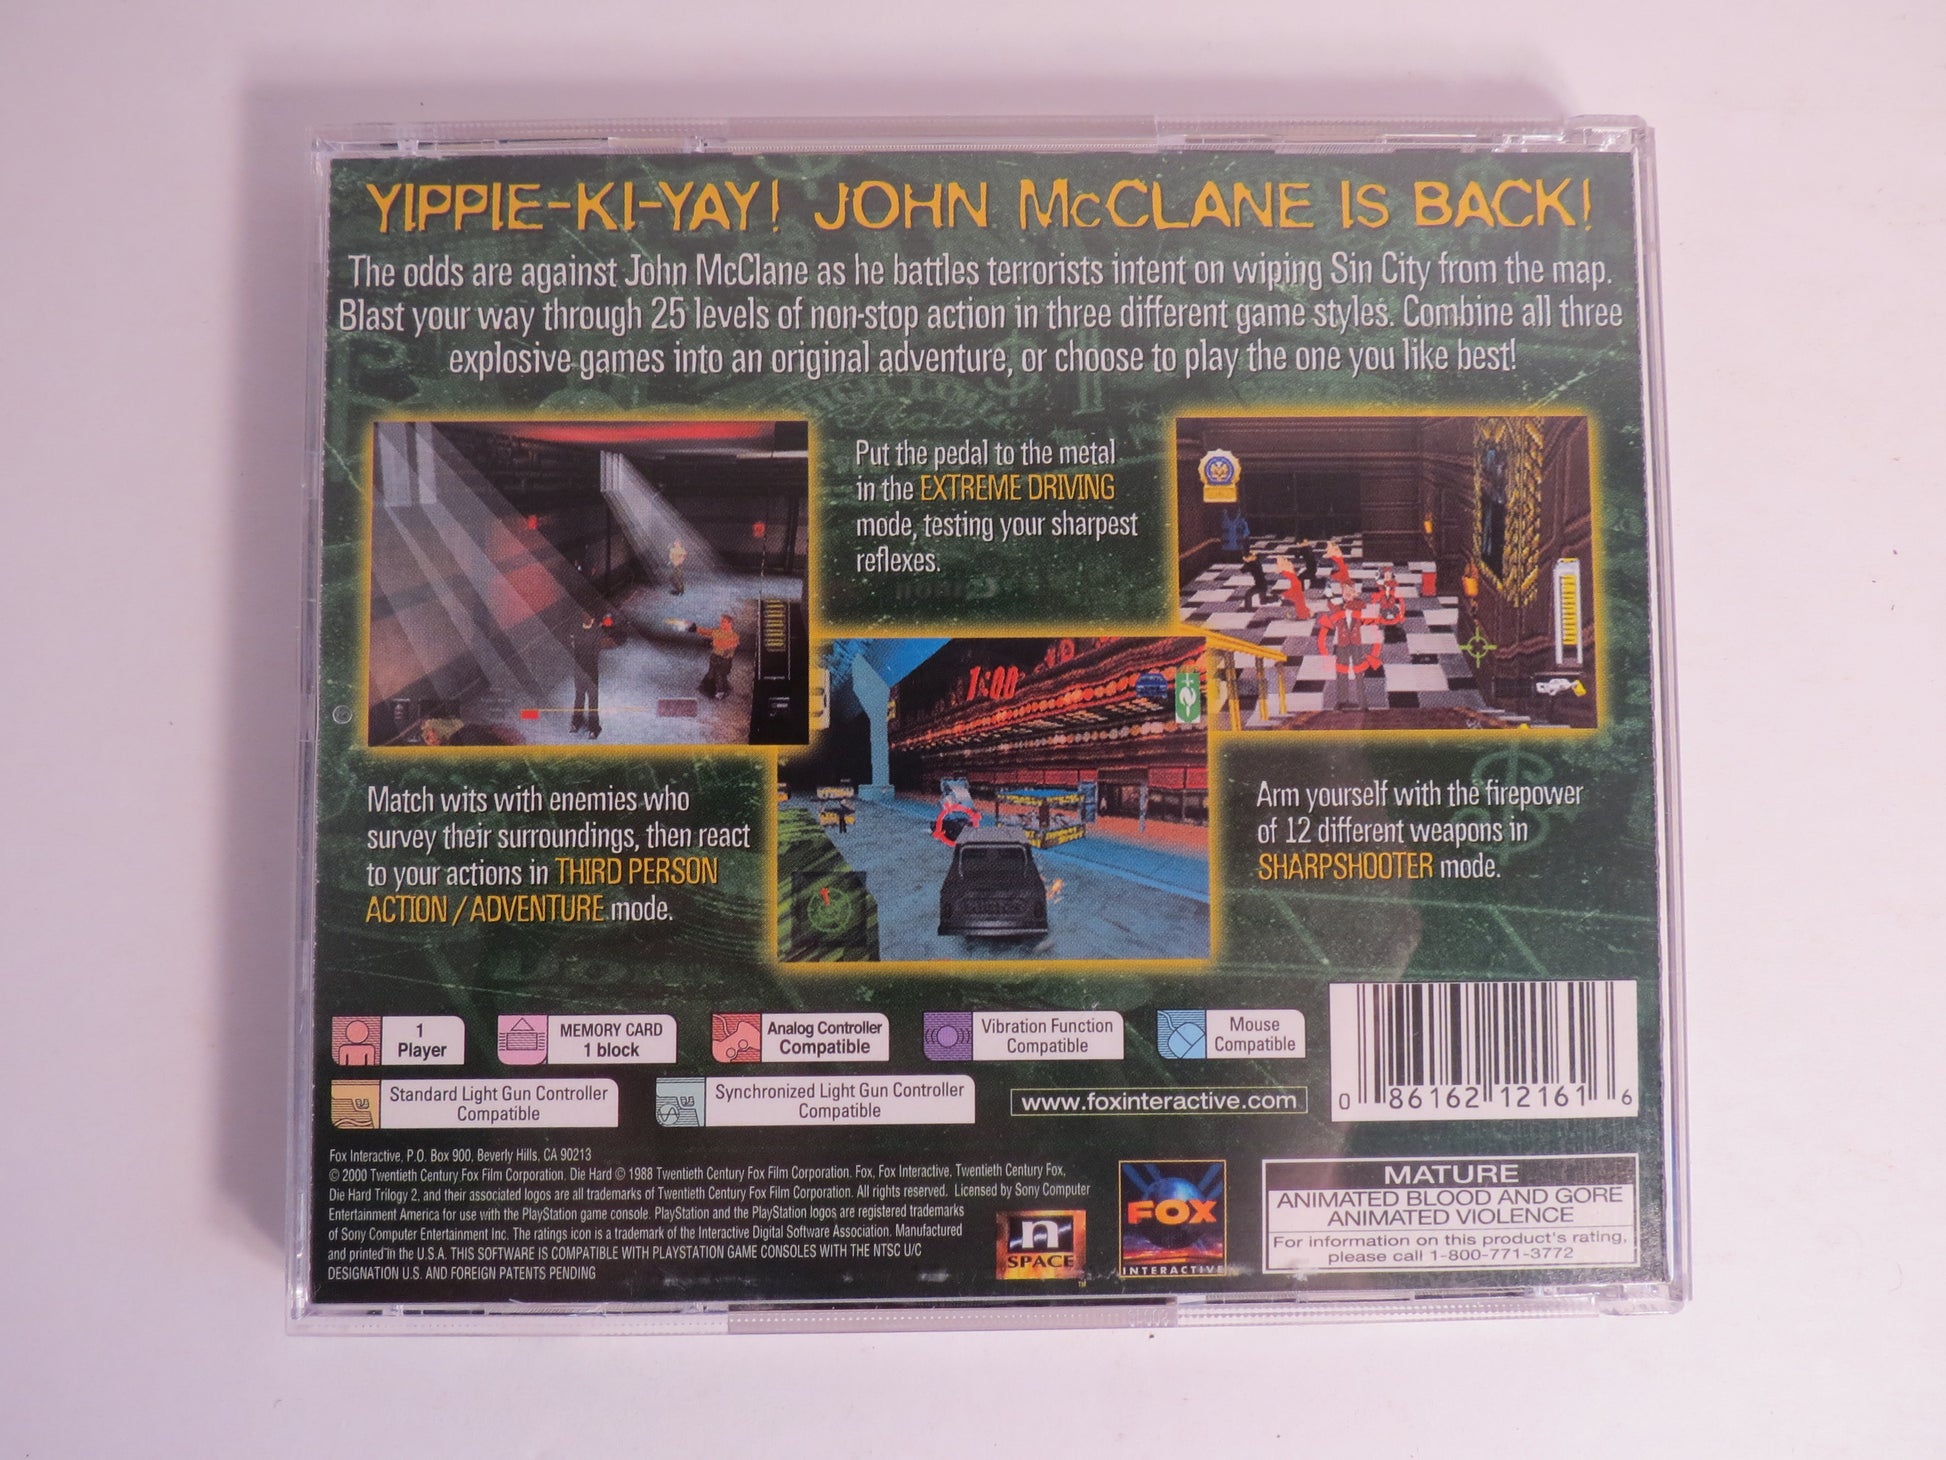 YIPPIE-KI-YAY! JOHN McCLANE IS BACK!
The odds are against John McClane as he battles terrorists intent on wiping Sin City from the map.
Blast your way through 25 levels of non-stop action in three different game styles. Combine all three
explosive games into an original adventure, or choose to play the one you like best!
Put the pedal to the metal
in the EXTREME DRIVING
mode, testing your sharpest
reflexes.
1:00
Match wits with enemies who
survey their surroundings, then react
to your actions in THIRD PERSON
ACTION/ADVENTURE mode.
Arm yourself with the firepower
of 12 different weapons in
SHARPSHOOTER mode.
1
Player
MEMORY CARD
1 block
Analog Controller
Compatible
Vibration Function
Compatible
Mouse
Compatible
Standard Light Gun Controller
Compatible
Synchronized Light Gun Controller
Compatible
www.foxinteractive.com
0 86162 12161 6
Fox Interactive, P.O. Box 900, Beverly Hills, CA 90213
© 2000 Twentieth Century Fox Film Corporation. Die Hard © 1988 Twentieth Century Fox Film Corporation. Fox, Fox Interactive, Twentieth Century Fox,
Die Hard Trilogy 2, and their associated logos are all trademarks of Twentieth Century Fox Film Corporation. All rights reserved. Licensed by Sony Computer
Entertainment America for use with the PlayStation game console. PlayStation and the PlayStation logos are registered trademarks
of Sony Computer Entertainment Inc. The ratings icon is a trademark of the Interactive Digital Software Association. Manufactured
and printed in the U.S.A. THIS SOFTWARE IS COMPATIBLE WITH PLAYSTATION GAME CONSOLES WITH THE NTSC U/C
DESIGNATION U.S. AND FOREIGN PATENTS PENDING
n
SPACE
TM
FOX
INTERACTIVE
MATURE
ANIMATED BLOOD AND GORE
ANIMATED VIOLENCE
For information on this product's rating,
please call 1-800-771-3772